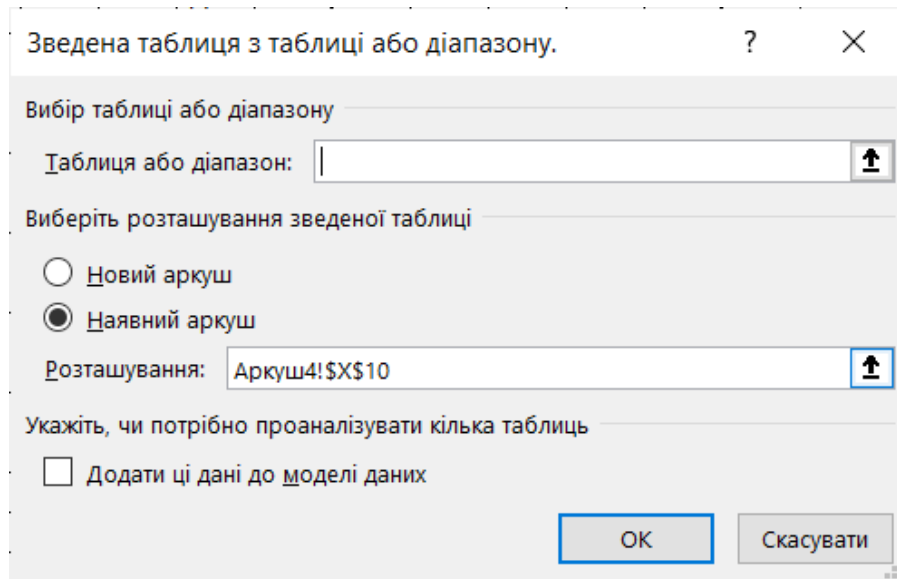 Зведена таблиця з таблиці або діапазону. ?
Вибір таблиці або діапазону
Таблиця або діапазон:
Виберіть розташування зведеної таблиці
Новий аркуш
Наявний аркуш
Розташування: Аркуш4!$X$10
Укажіть, чи потрібно проаналізувати кілька таблиць
Додати ці дані до моделі даних
ОК Скасувати